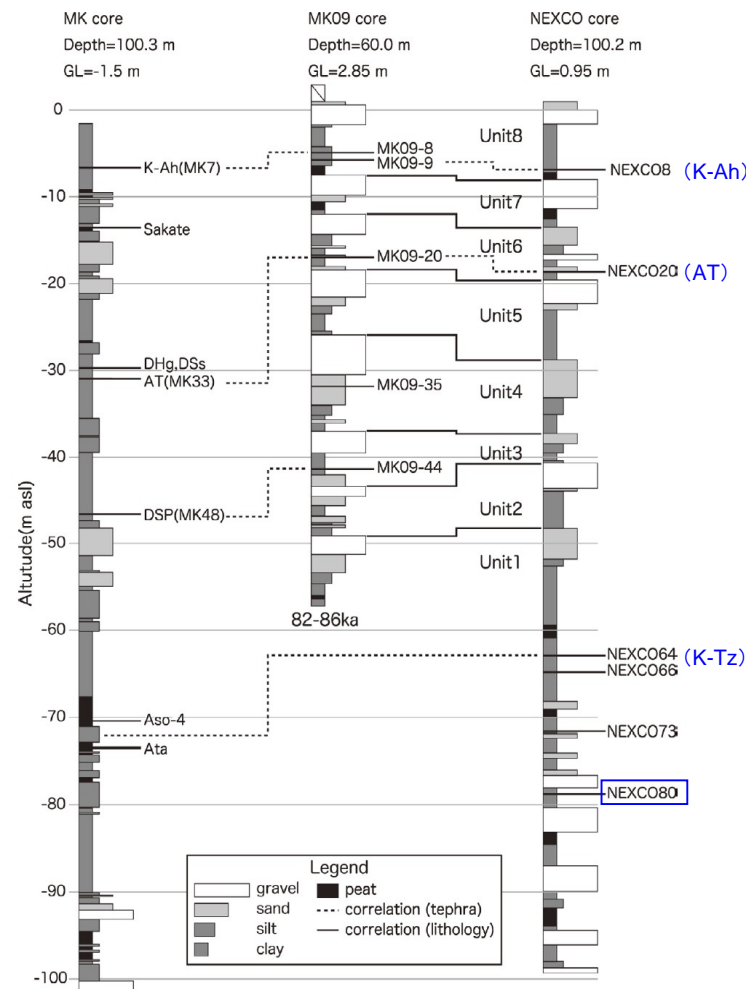 MK core
Depth=100.3 m
GL=-1.5 m
MK09 core
Depth=60.0 m
GL=2.85 m
NEXCO core
Depth=100.2 m
GL=0.95 m
Altutude(m asl)
0
-10
-20
-30
-40
-50
-60
-70
-80
-90
-100
K-Ah(MK7)
Sakate
DHg,DSs
AT(MK33)
DSP(MK48)
Aso-4
Ata
MK09-8
MK09-9
MK09-20
MK09-35
MK09-44
82-86ka
Unit8
Unit7
Unit6
Unit5
Unit4
Unit3
Unit2
Unit1
NEXCO8 (K-Ah)
NEXCO20 (AT)
NEXCO64 (K-Tz)
NEXCO66
NEXCO73
NEXCO80
Legend
gravel
sand
silt
clay
peat
correlation (tephra)
correlation (lithology)